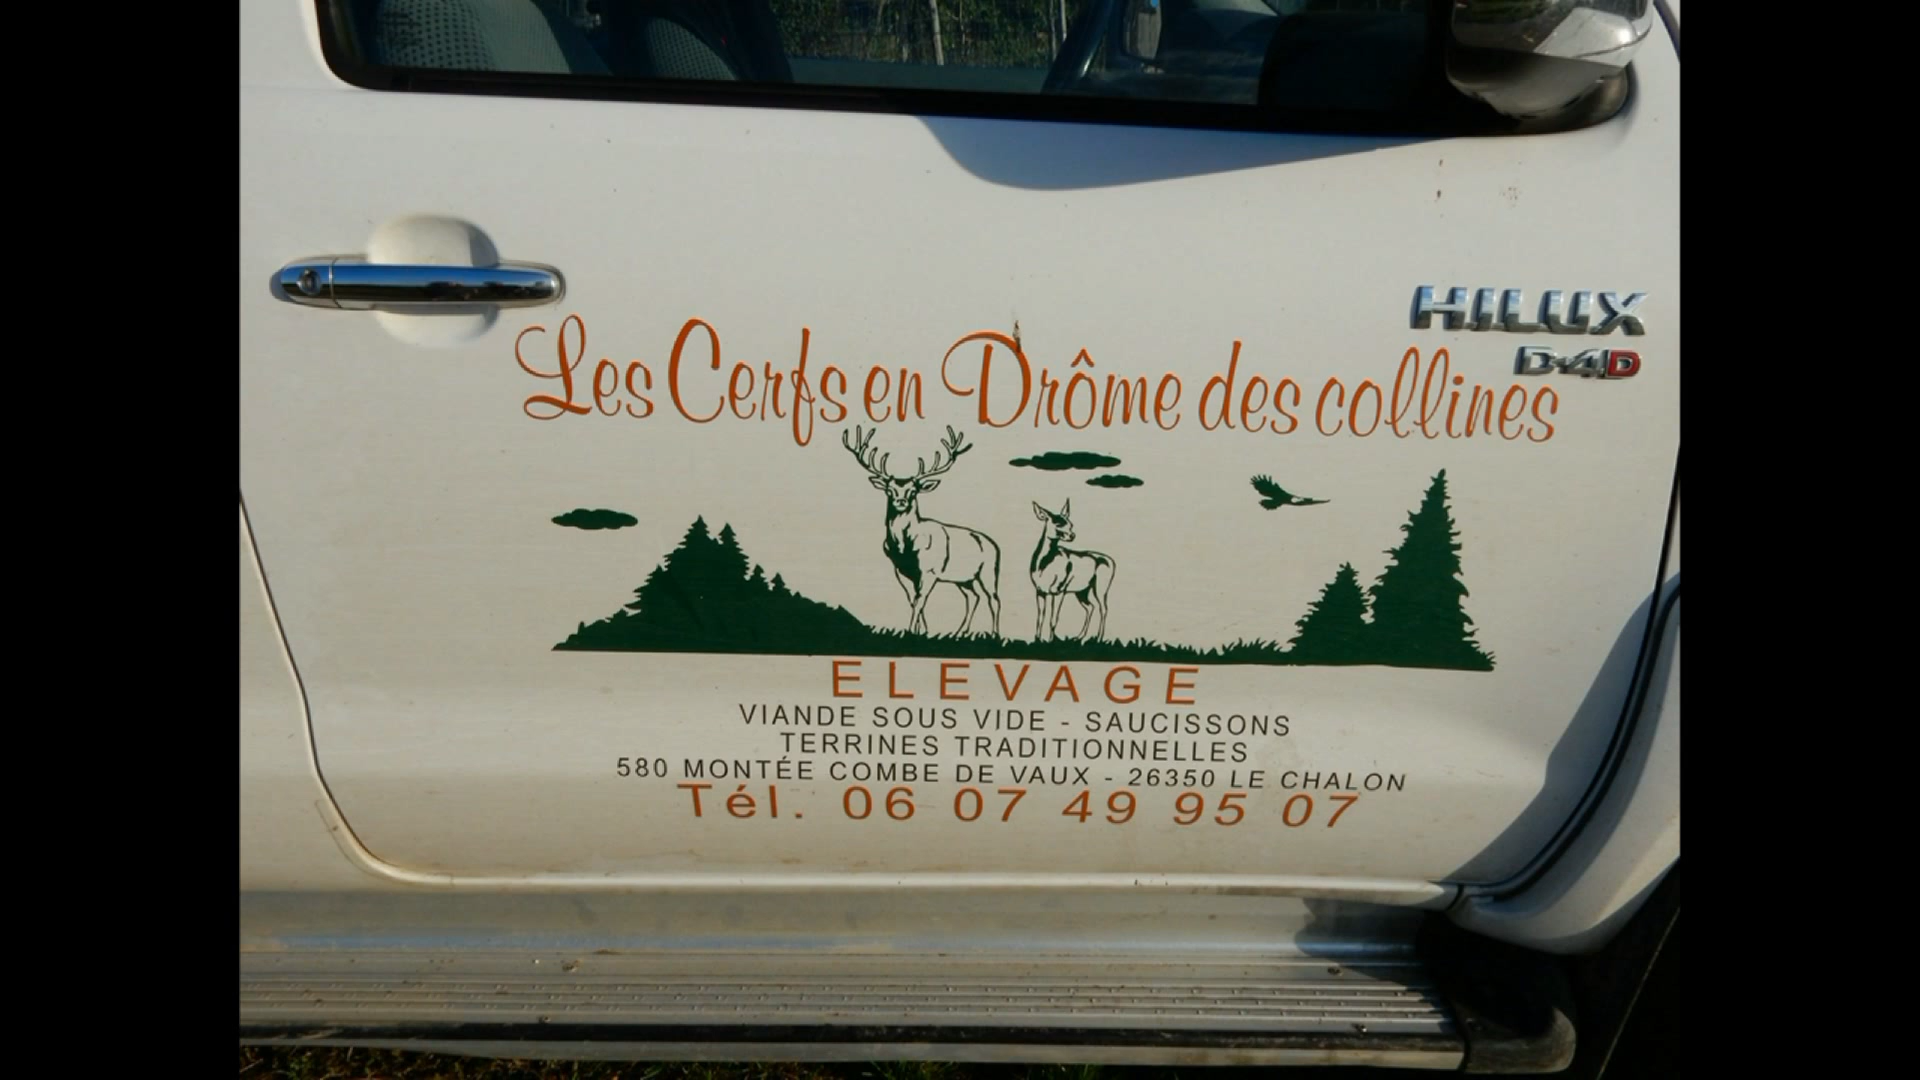 HILUX
D-4D
Les Cerfs en Drôme des collines
ELEVAGE
VIANDE SOUS VIDE - SAUCISSONS
TERRINES TRADITIONNELLES
580 MONTÉE COMBE DE VAUX - 26350 LE CHALON
Tél. 06 07 49 95 07